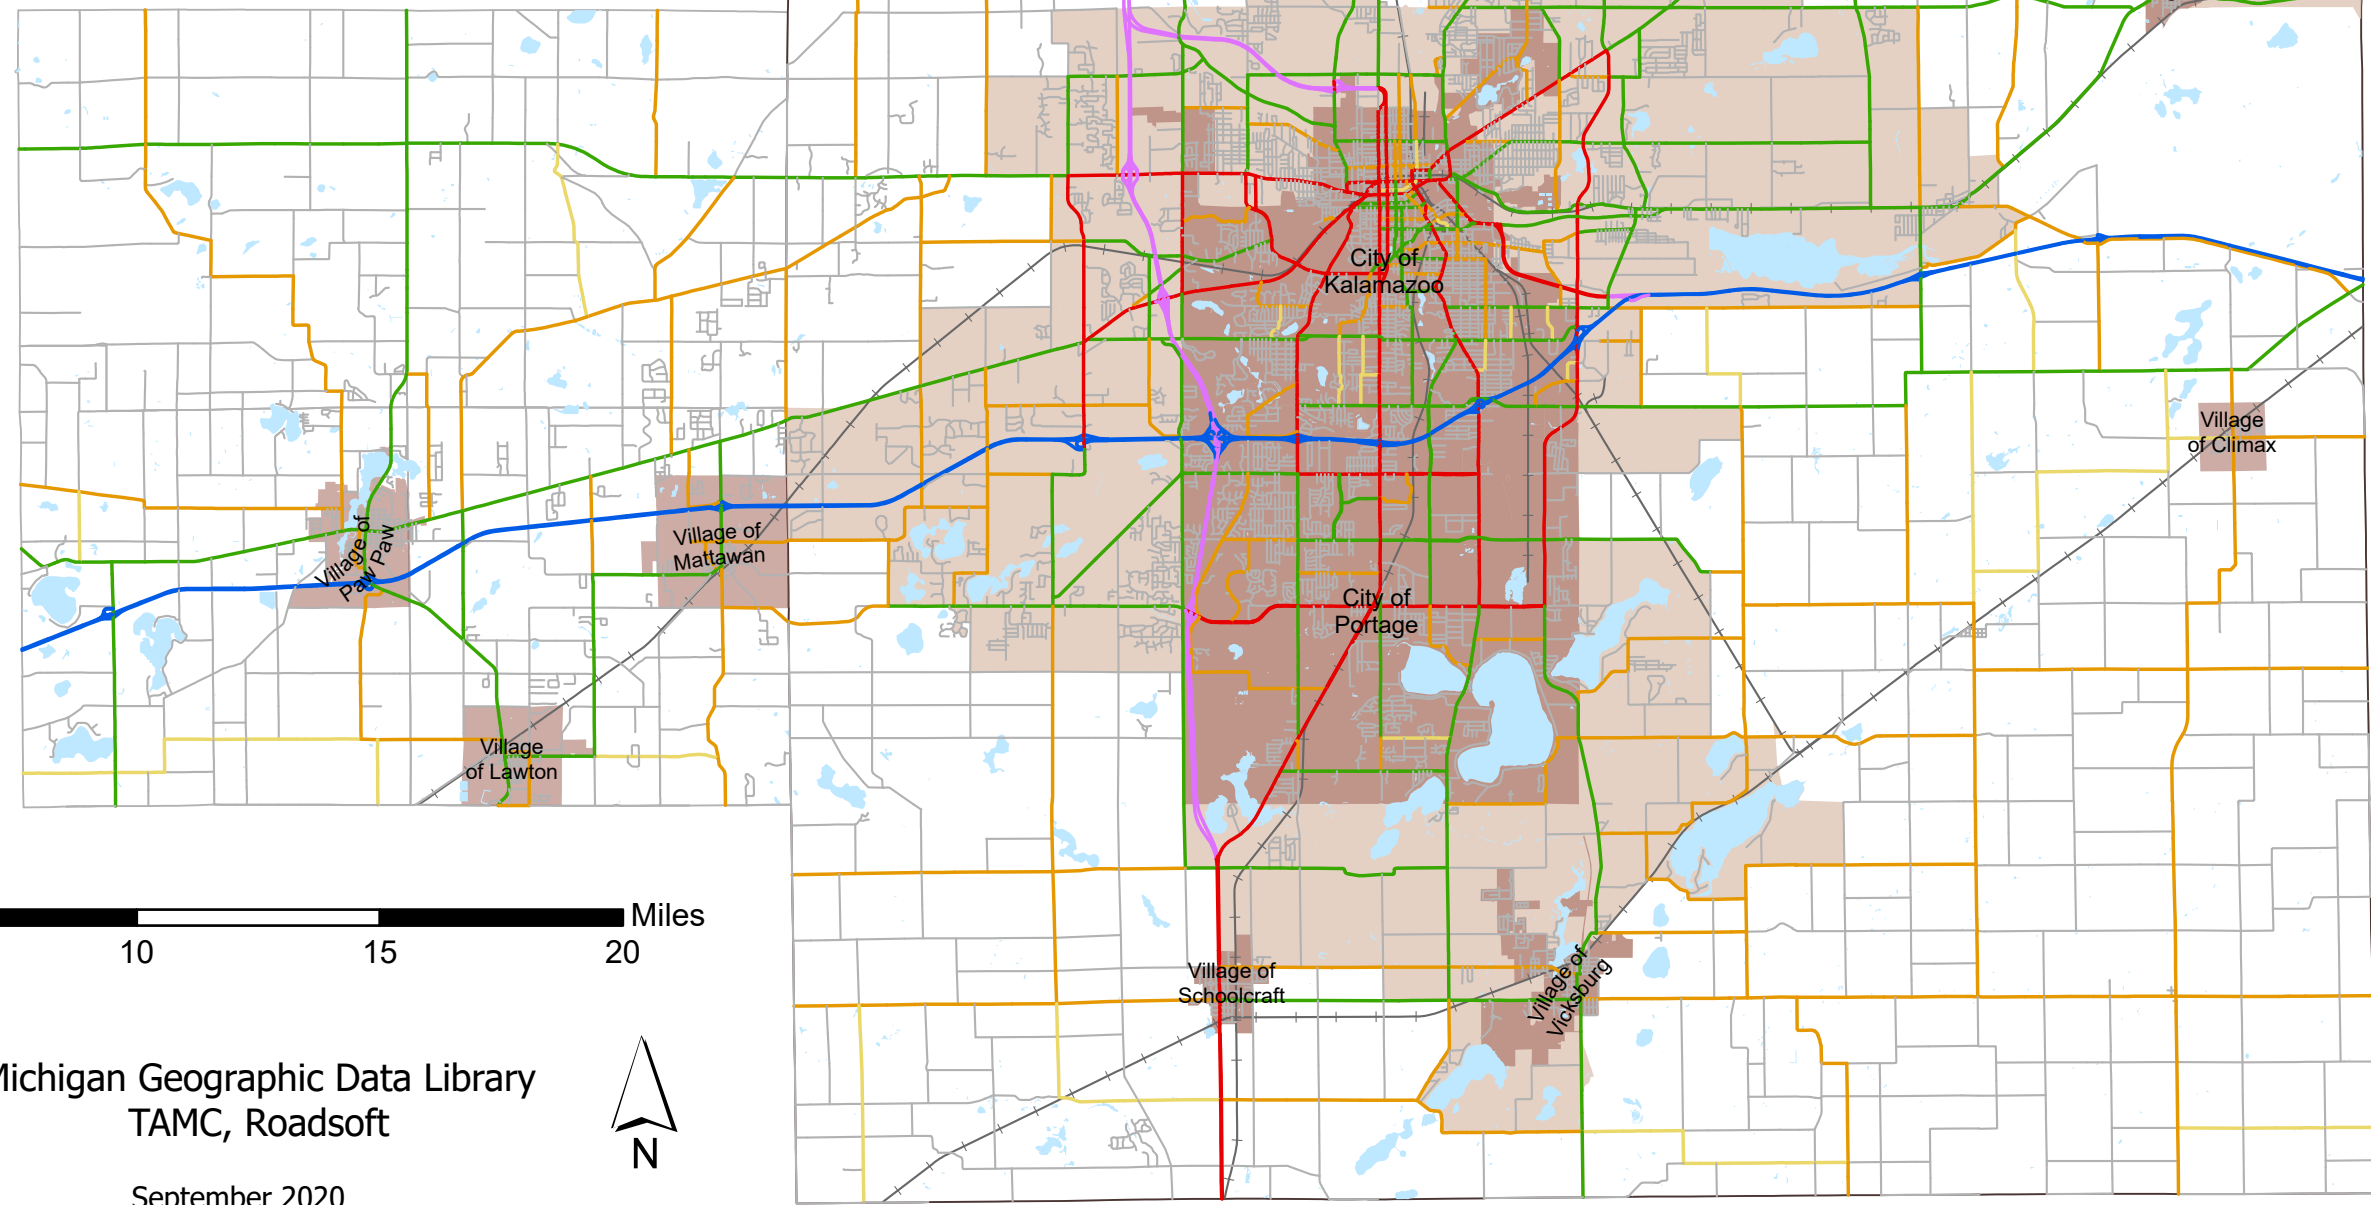 City of
Kalamazoo
Village
of Climax
Village of
Paw Paw
Village of
Mattawan
City of
Portage
Village
of Lawton
Miles
10
15
20
Village of
Schoolcraft
Village of
Vicksburg
Michigan Geographic Data Library
TAMC, Roadsoft
N
September 2020